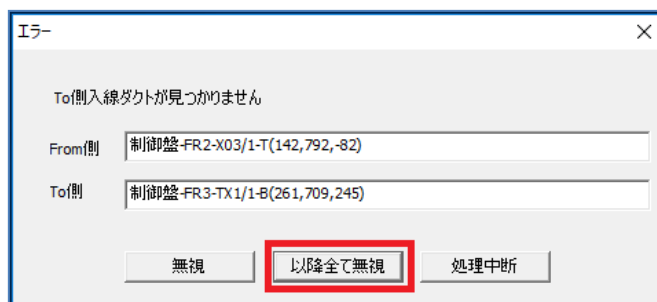 エラー
To側入線ダクトが見つかりません
From側
制御盤-FR2-X03/1-T(142,792,-82)
To側
制御盤-FR3-TX1/1-B(261,709,245)
無視
以降全て無視
処理中断